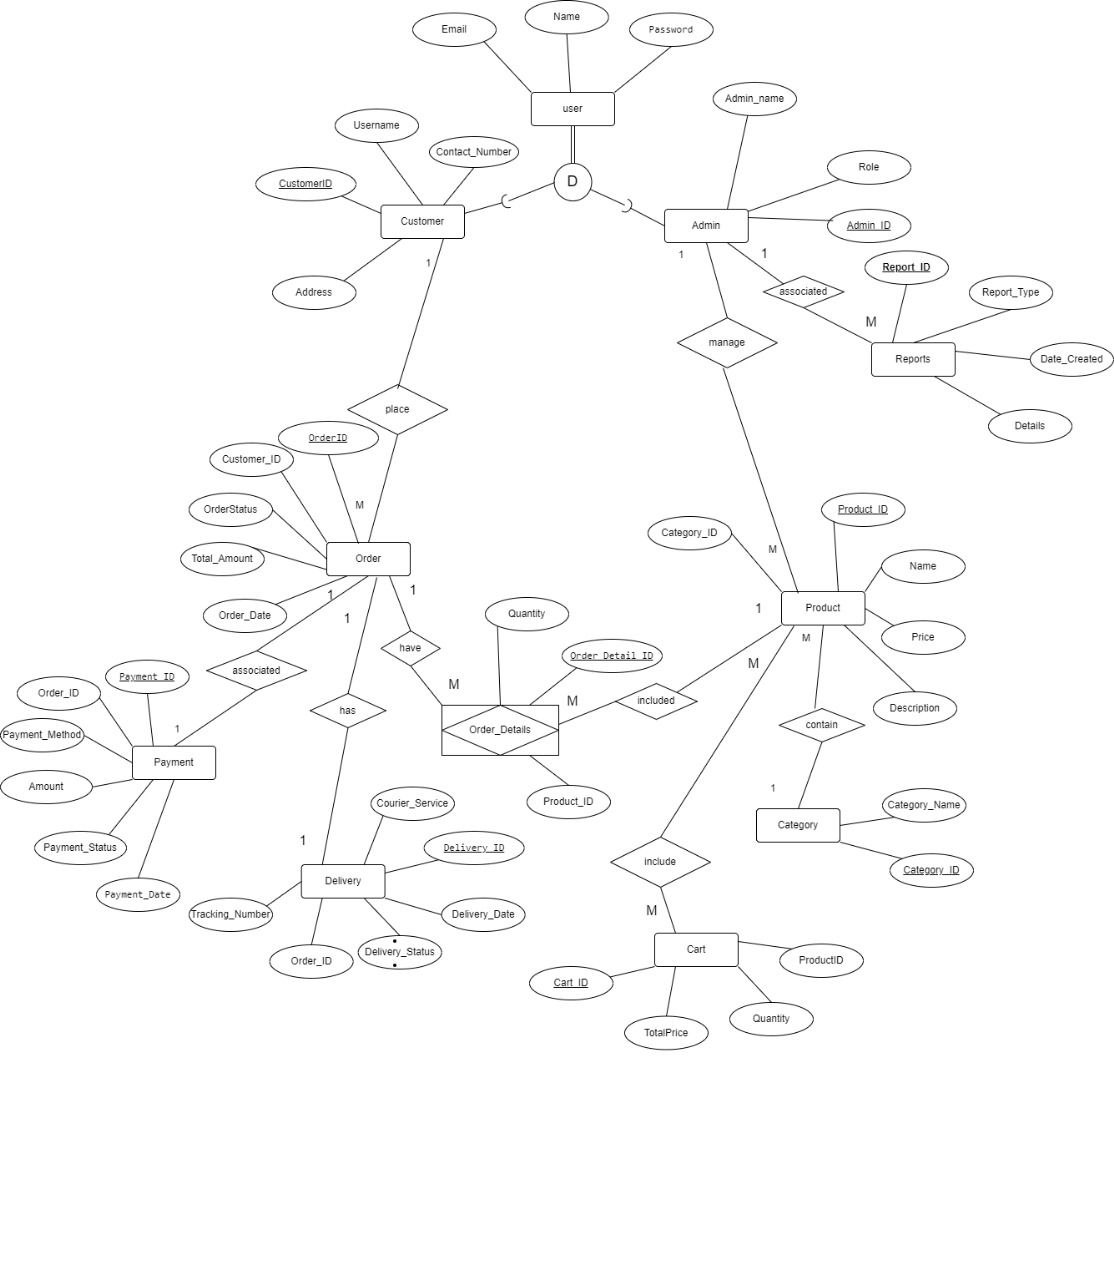 Name
Email
Password
user
Admin_name
Username
Contact_Number
Role
CustomerID
D
Customer
Admin
Admin_ID
1
1
1
Report_ID
Address
associated
Report_Type
M
manage
Reports
Date_Created
place
Details
OrderID
Customer_ID
M
OrderStatus
Product_ID
Category_ID
M
Total_Amount
Order
Name
1
1
Order_Date
1
1
Product
Quantity
Price
M
have
Order_Detail_ID
M
associated
Payment_ID
M
Order_ID
M
included
has
Description
contain
Payment_Method
1
Order_Details
Payment
Amount
1
Product_ID
Courier_Service
Category_Name
Category
1
Payment_Status
Delivery_ID
include
Category_ID
Delivery
Payment_Date
M
Tracking_Number
Delivery_Date
Delivery_Status
Cart
Order_ID
ProductID
Cart_ID
Quantity
TotalPrice